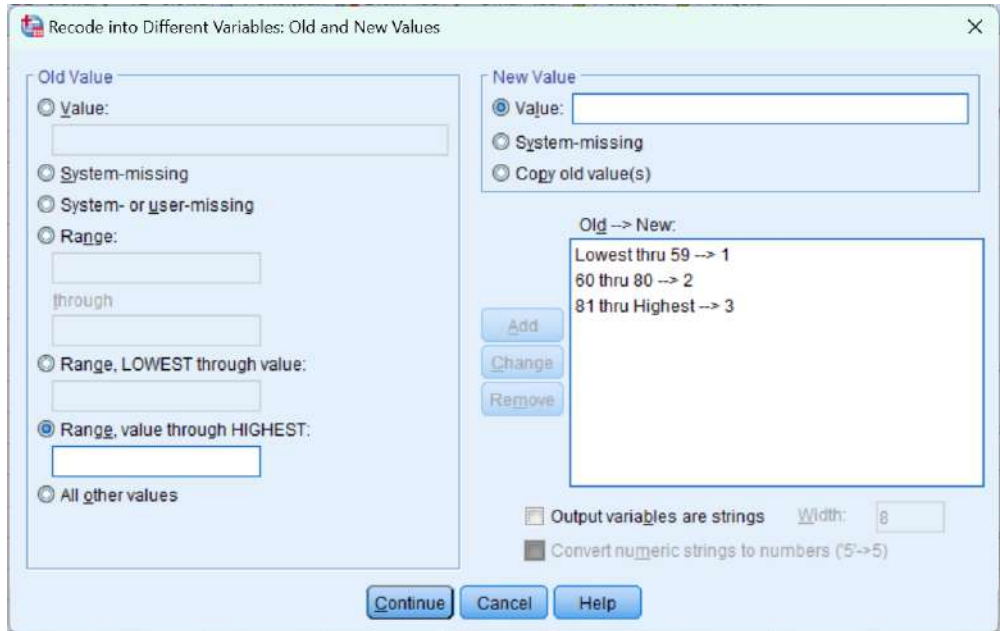 Recode into Different Variables: Old and New Values
Old Value
Value:
System-missing
System- or user-missing
Range:
through
Range, LOWEST through value:
Range, value through HIGHEST:
All other values
New Value
Value:
System-missing
Copy old value(s)
Old --> New:
Lowest thru 59 --> 1
60 thru 80 --> 2
81 thru Highest --> 3
Add
Change
Remove
Output variables are strings Width: 8
Convert numeric strings to numbers ('5'->5)
Continue Cancel Help